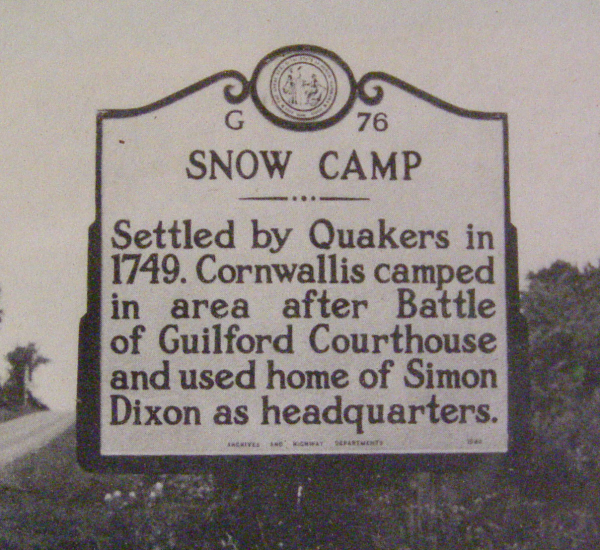 G 76
SNOW CAMP
Settled by Quakers in
1749. Cornwallis camped
in area after Battle
of Guilford Courthouse
and used home of Simon
Dixon as headquarters.
ARCHIVES AND HIGHWAY DEPARTMENTS